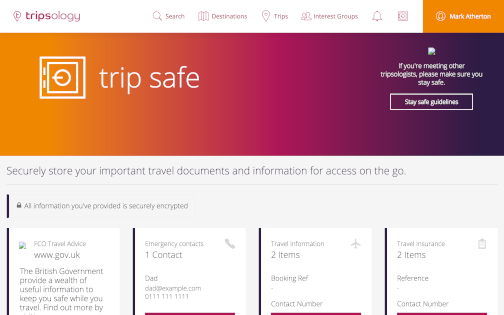 tripsology
Search
Destinations
Trips
Interest Groups
Mark Atherton
trip safe
If you're meeting other
tripsologists, please make sure you
stay safe.
Stay safe guidelines
Securely store your important travel documents and information for access on the go.
All information you've provided is securely encrypted
FCO Travel Advice
www.gov.uk
The British Government
provide a wealth of
useful information to
keep you safe while you
travel. Find out more by
Emergency contacts
1 Contact
Dad
dad@example.com
0111 111 1111
Travel Information
2 Items
Booking Ref
-
Contact Number
Travel Insurance
2 Items
Reference
-
Contact Number